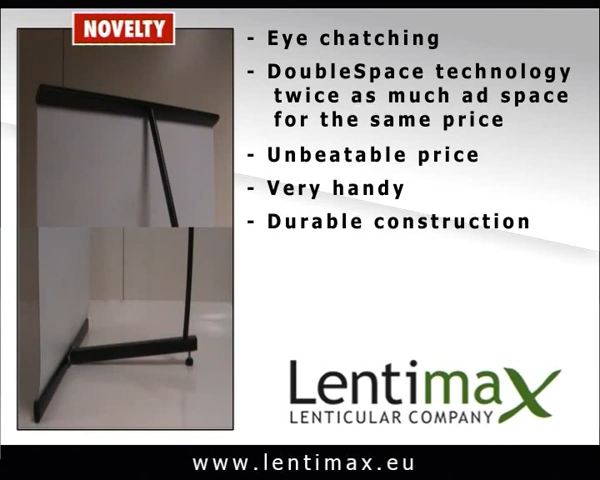 NOVELTY
- Eye chatching
- DoubleSpace technology
twice as much ad space
for the same price
- Unbeatable price
- Very handy
- Durable construction
Lentimax
LENTICULAR COMPANY
www.lentimax.eu